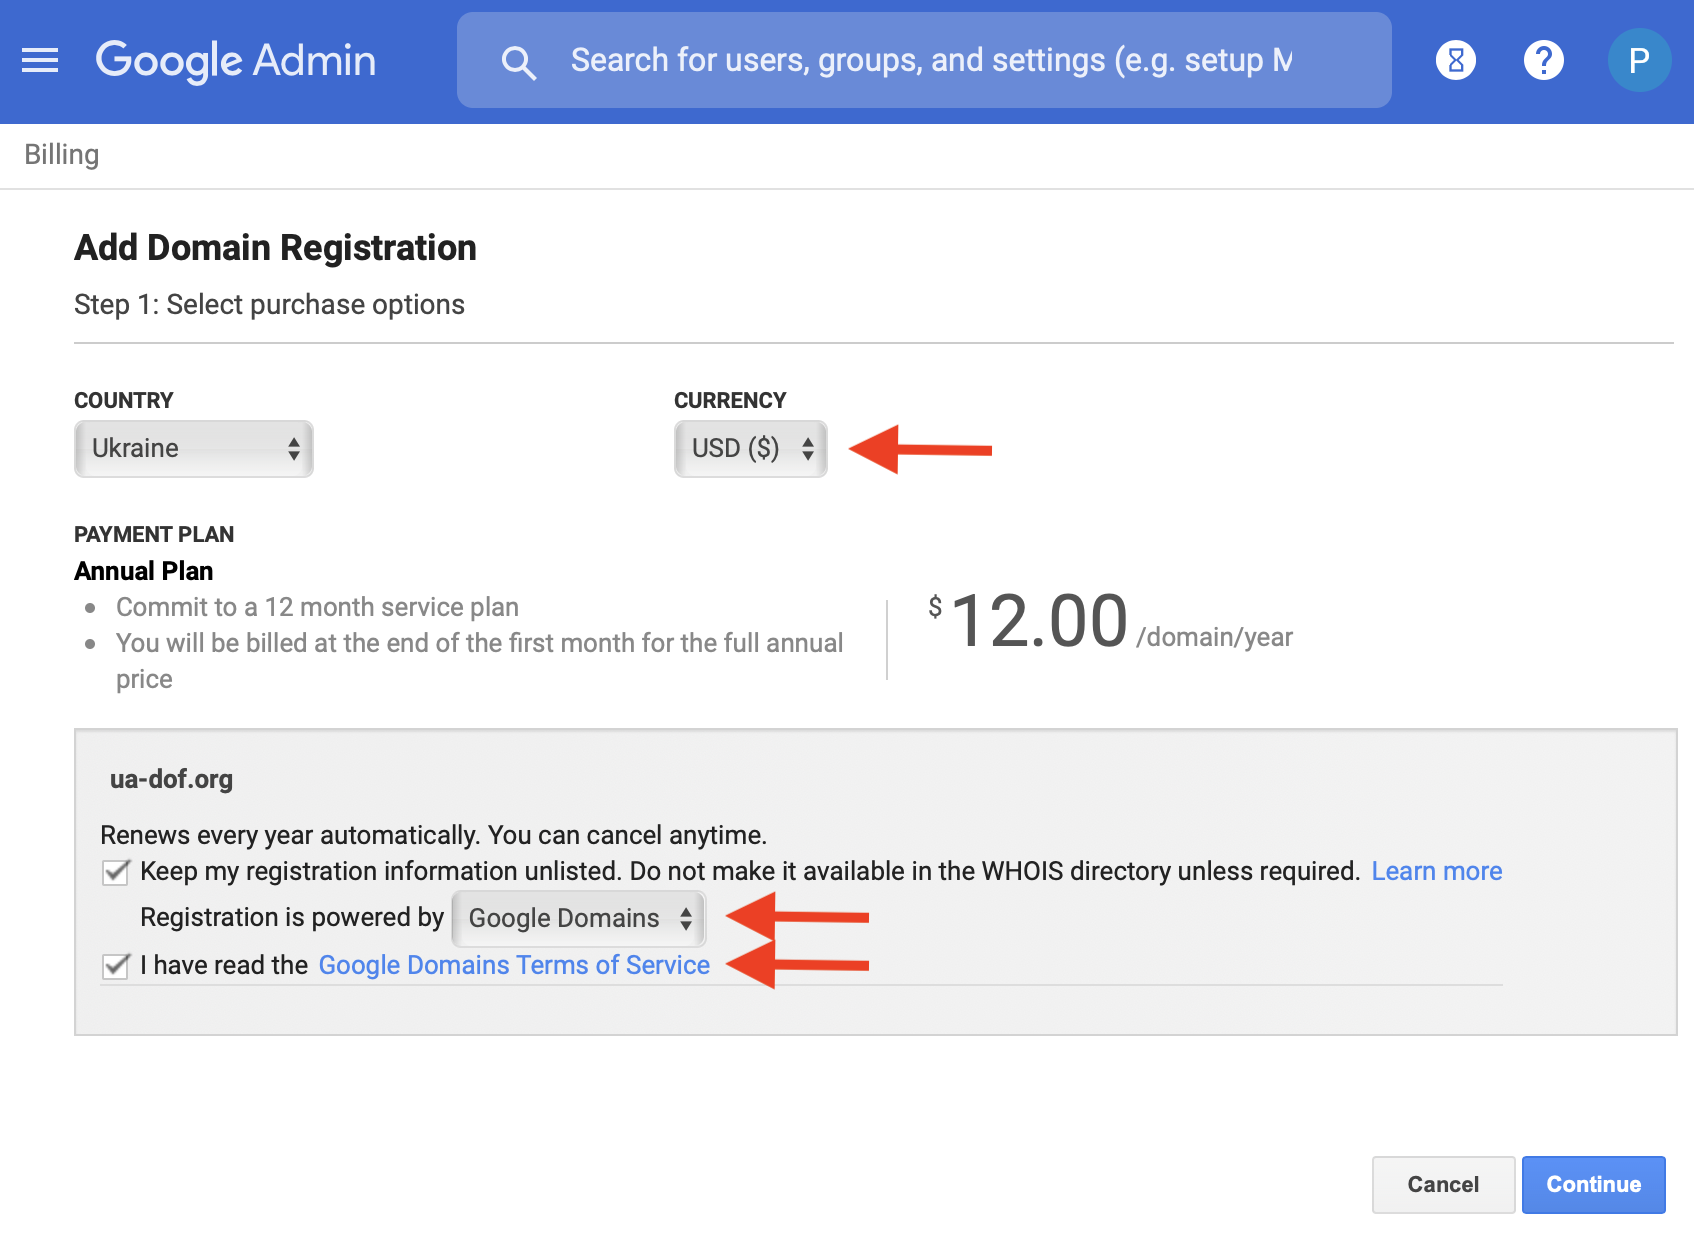 Google Admin
Search for users, groups, and settings (e.g. setup
?
P
Billing
Add Domain Registration
Step 1: Select purchase options
COUNTRY
CURRENCY
Ukraine
USD ($)
PAYMENT PLAN
Annual Plan
Commit to a 12 month service plan
You will be billed at the end of the first month for the full annual
price
$12.00 /domain/year
ua-dof.org
Renews every year automatically. You can cancel anytime.
Keep my registration information unlisted. Do not make it available in the WHOIS directory unless required. Learn more
Registration is powered by Google Domains
I have read the Google Domains Terms of Service
Cancel
Continue